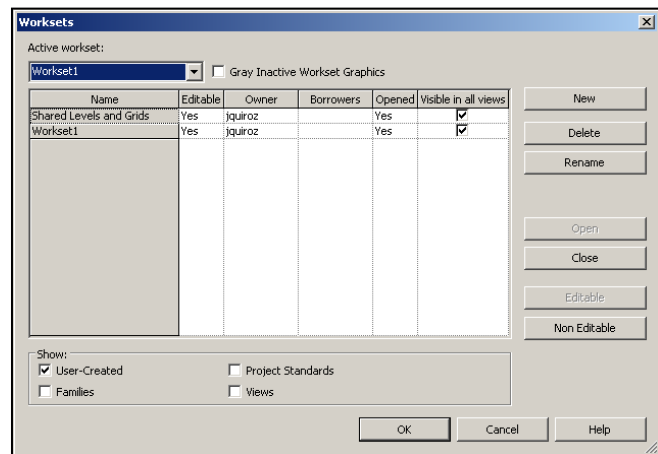 Worksets
Active workset:
Workset1
Gray Inactive Workset Graphics
Name Editable Owner Borrowers Opened Visible in all views
Shared Levels and Grids Yes jquiroz Yes
Workset1 Yes jquiroz Yes
New
Delete
Rename
Open
Close
Editable
Non Editable
Show:
User-Created Project Standards
Families Views
OK Cancel Help